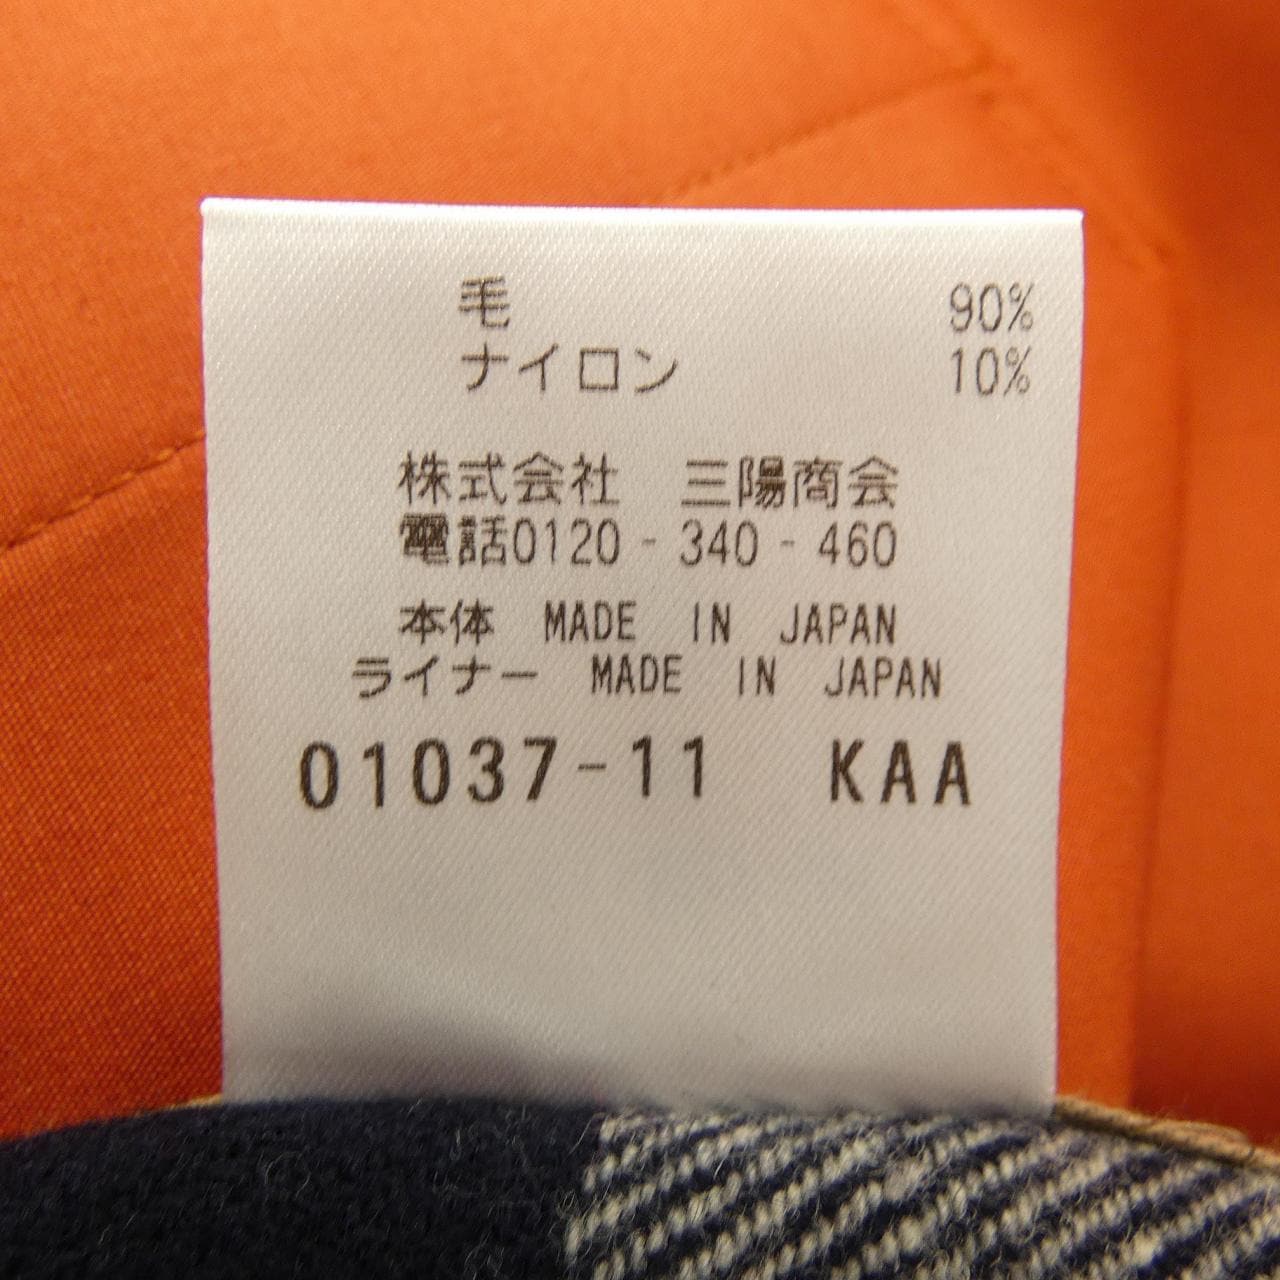 毛 90%
ナイロン 10%
株式会社 三陽商会
電話0120-340-460
本体 MADE IN JAPAN
ライナー MADE IN JAPAN
01037-11 KAA